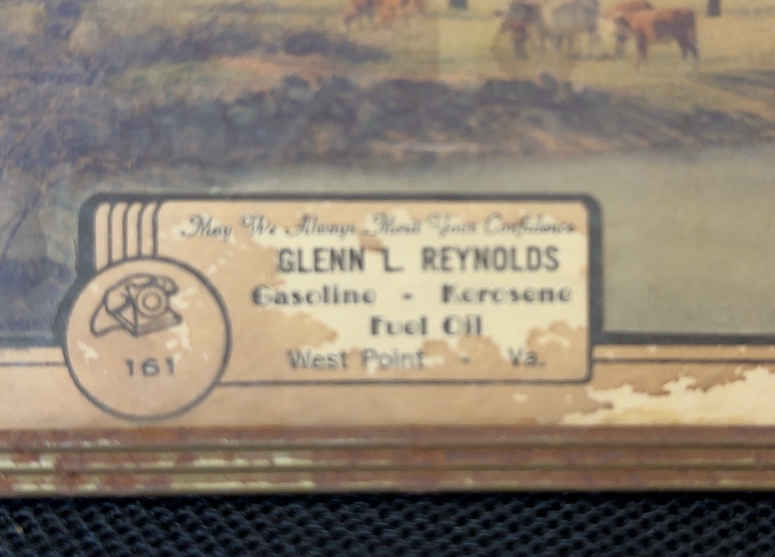 May We Always Merit Your Confidence
GLENN L. REYNOLDS
Gasoline - Kerosene
Fuel Oil
West Point - Va.
161